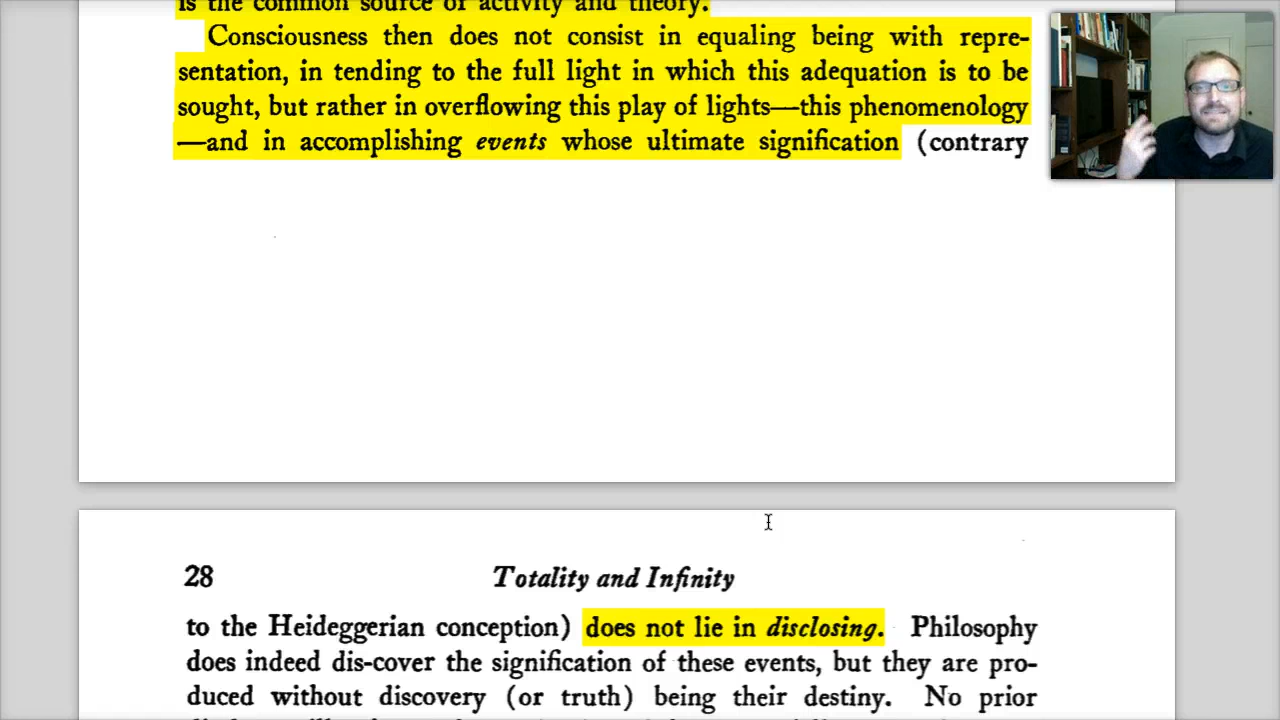 is the common source of activity and theory.
Consciousness then does not consist in equaling being with repre-
sentation, in tending to the full light in which this adequation is to be
sought, but rather in overflowing this play of lights—this phenomenology
—and in accomplishing events whose ultimate signification (contrary
28 Totality and Infinity
to the Heideggerian conception) does not lie in disclosing. Philosophy
does indeed dis-cover the signification of these events, but they are pro-
duced without discovery (or truth) being their destiny. No prior